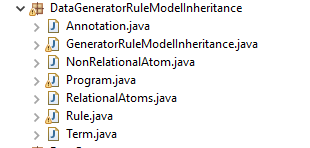 DataGeneratorRuleModelInheritance
Annotation.java
GeneratorRuleModelInheritance.java
NonRelationalAtom.java
Program.java
RelationalAtoms.java
Rule.java
Term.java